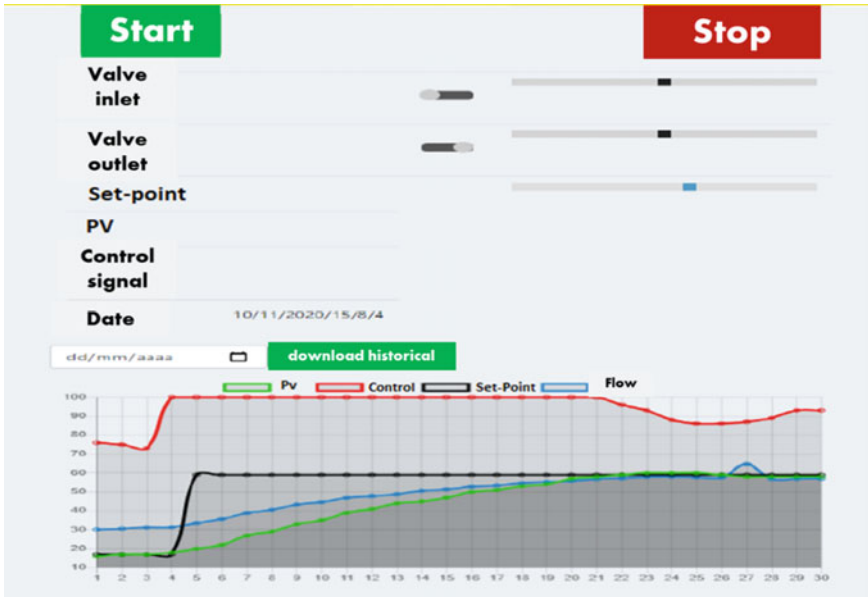 Start
Stop
Valve
inlet
Valve
outlet
Set-point
PV
Control
signal
Date
10/11/2020/15/8/4
dd/mm/aaaa
download historical
Pv Control Set-Point Flow
100
90
80
70
60
50
40
30
20
10
1 2 3 4 5 6 7 8 9 10 11 12 13 14 15 16 17 18 19 20 21 22 23 24 25 26 27 28 29 30